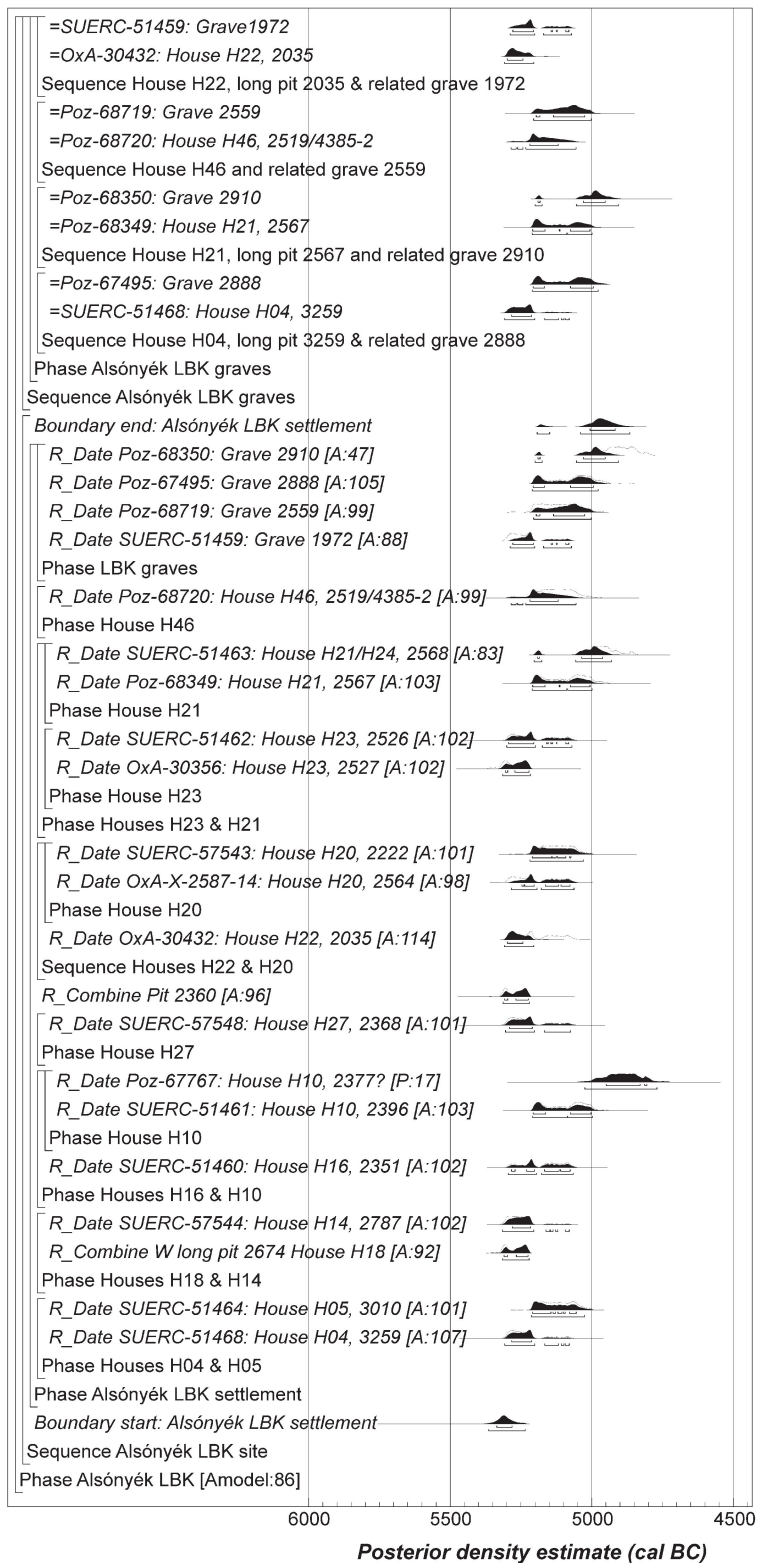 =SUERC-51459: Grave1972
=OxA-30432: House H22, 2035
Sequence House H22, long pit 2035 & related grave 1972
=Poz-68719: Grave 2559
=Poz-68720: House H46, 2519/4385-2
Sequence House H46 and related grave 2559
=Poz-68350: Grave 2910
=Poz-68349: House H21, 2567
Sequence House H21, long pit 2567 and related grave 2910
=Poz-67495: Grave 2888
=SUERC-51468: House H04, 3259
Sequence House H04, long pit 3259 & related grave 2888
Phase Alsónyék LBK graves
Sequence Alsónyék LBK graves
Boundary end: Alsónyék LBK settlement
R_Date Poz-68350: Grave 2910 [A:47]
R_Date Poz-67495: Grave 2888 [A:105]
R_Date Poz-68719: Grave 2559 [A:99]
R_Date SUERC-51459: Grave 1972 [A:88]
Phase LBK graves
R_Date Poz-68720: House H46, 2519/4385-2 [A:99]
Phase House H46
R_Date SUERC-51463: House H21/H24, 2568 [A:83]
R_Date Poz-68349: House H21, 2567 [A:103]
Phase House H21
R_Date SUERC-51462: House H23, 2526 [A:102]
R_Date OxA-30356: House H23, 2527 [A:102]
Phase House H23
Phase Houses H23 & H21
R_Date SUERC-57543: House H20, 2222 [A:101]
R_Date OxA-X-2587-14: House H20, 2564 [A:98]
Phase House H20
R_Date OxA-30432: House H22, 2035 [A:114]
Sequence Houses H22 & H20
R_Combine Pit 2360 [A:96]
R_Date SUERC-57548: House H27, 2368 [A:101]
Phase House H27
R_Date Poz-67767: House H10, 2377? [P:17]
R_Date SUERC-51461: House H10, 2396 [A:103]
Phase House H10
R_Date SUERC-51460: House H16, 2351 [A:102]
Phase Houses H16 & H10
R_Date SUERC-57544: House H14, 2787 [A:102]
R_Combine W long pit 2674 House H18 [A:92]
Phase Houses H18 & H14
R_Date SUERC-51464: House H05, 3010 [A:101]
R_Date SUERC-51468: House H04, 3259 [A:107]
Phase Houses H04 & H05
Phase Alsónyék LBK settlement
Boundary start: Alsónyék LBK settlement
Sequence Alsónyék LBK site
Phase Alsónyék LBK [Amodel:86]
6000 5500 5000 4500
Posterior density estimate (cal BC)